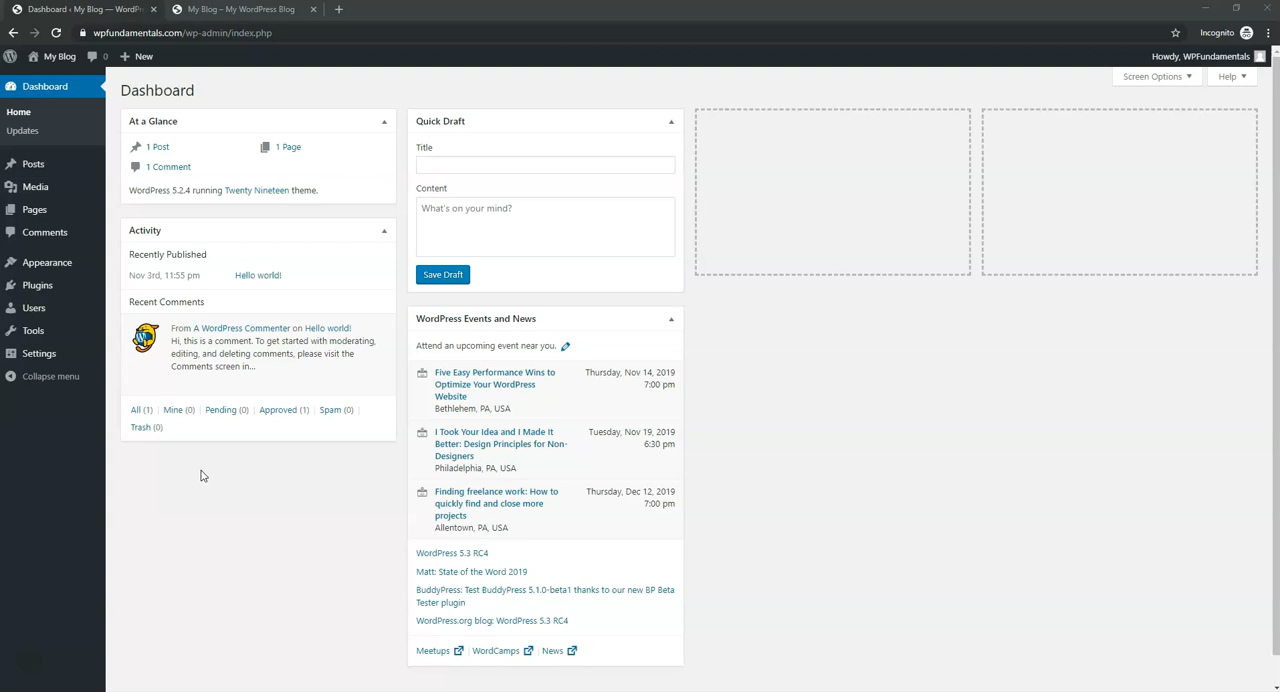 Dashboard ‹ My Blog — WordPr
My Blog – My WordPress Blog
wpfundamentals.com/wp-admin/index.php
Incognito
My Blog
0
New
Howdy, WPFundamentals
Dashboard
Home
Updates
Posts
Media
Pages
Comments
Appearance
Plugins
Users
Tools
Settings
Collapse menu
Screen Options
Help
Dashboard
At a Glance
1 Post
1 Page
1 Comment
WordPress 5.2.4 running Twenty Nineteen theme.
Activity
Recently Published
Nov 3rd, 11:55 pm
Hello world!
Recent Comments
From A WordPress Commenter on Hello world!
Hi, this is a comment. To get started with moderating,
editing, and deleting comments, please visit the
Comments screen in...
All (1) | Mine (0) | Pending (0) | Approved (1) | Spam (0) |
Trash (0)
Quick Draft
Title
Content
What's on your mind?
Save Draft
WordPress Events and News
Attend an upcoming event near you.
Five Easy Performance Wins to
Optimize Your WordPress
Website
Bethlehem, PA, USA
Thursday, Nov 14, 2019
7:00 pm
I Took Your Idea and I Made It
Better: Design Principles for Non-
Designers
Philadelphia, PA, USA
Tuesday, Nov 19, 2019
6:30 pm
Finding freelance work: How to
quickly find and close more
projects
Allentown, PA, USA
Thursday, Dec 12, 2019
7:00 pm
WordPress 5.3 RC4
Matt: State of the Word 2019
BuddyPress: Test BuddyPress 5.1.0-beta1 thanks to our new BP Beta
Tester plugin
WordPress.org blog: WordPress 5.3 RC4
Meetups | WordCamps | News